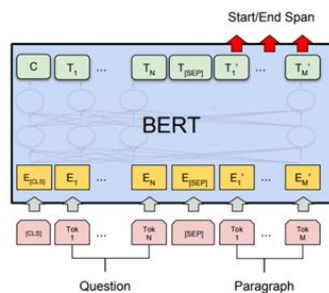 Start/End Span
C T1 ... TN T[SEP] T1' ... TM'
BERT
E[CLS] E1 ... EN E[SEP] E1' ... EM'
[CLS] Tok 1 ... Tok N [SEP] Tok 1 ... Tok M
Question Paragraph